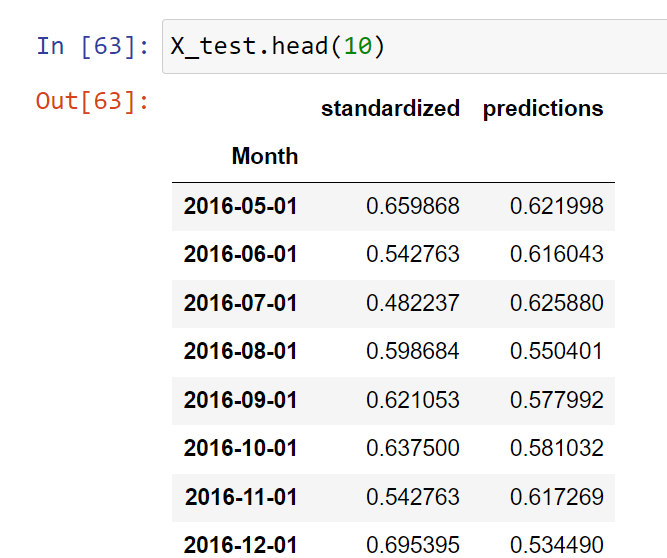 In [63]: X_test.head(10)
Out[63]:
standardized predictions
Month
2016-05-01 0.659868 0.621998
2016-06-01 0.542763 0.616043
2016-07-01 0.482237 0.625880
2016-08-01 0.598684 0.550401
2016-09-01 0.621053 0.577992
2016-10-01 0.637500 0.581032
2016-11-01 0.542763 0.617269
2016-12-01 0.695395 0.534490